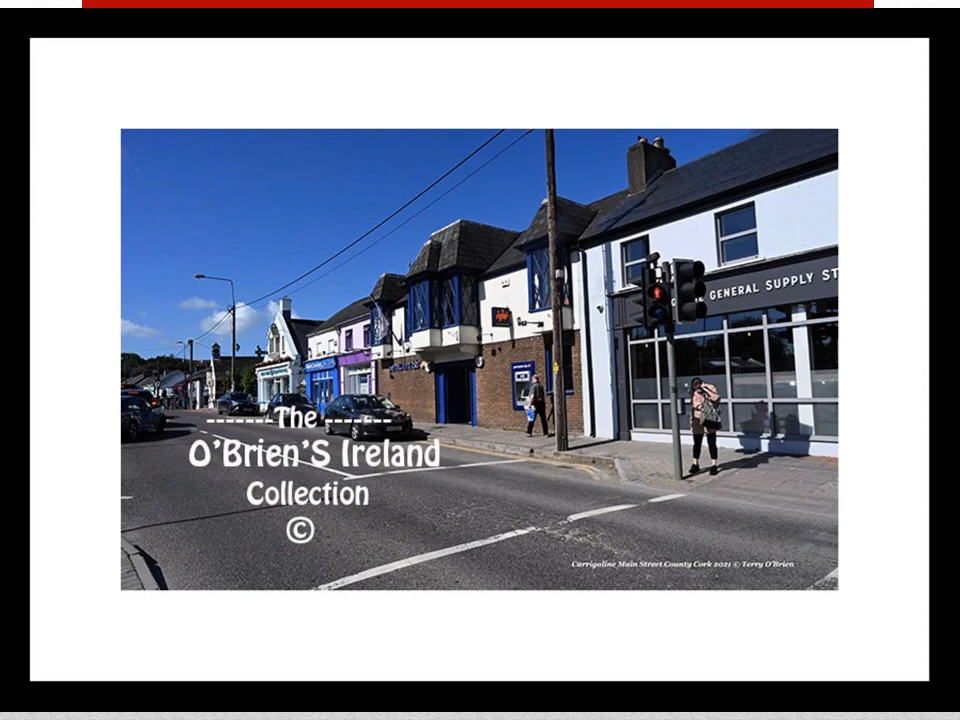 GENERAL SUPPLY ST
------- The -------
O'Brien'S Ireland
Collection
©
Carrigaline Main Street County Cork 2021 © Terry O'Brien